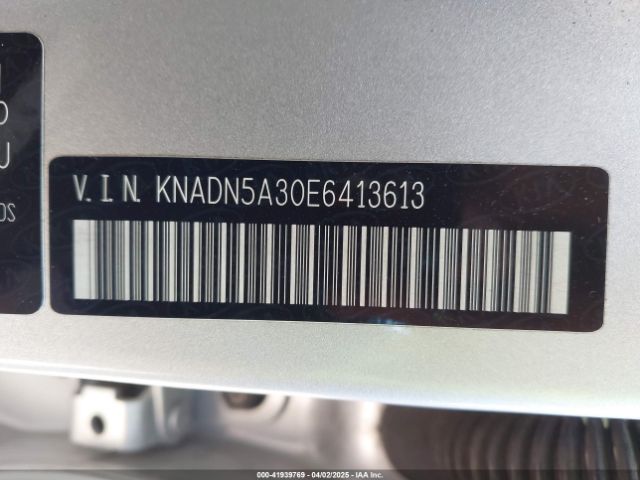 V.I.N. KNADN5A30E6413613
000-41939769 - 04/02/2025 - IAA Inc.